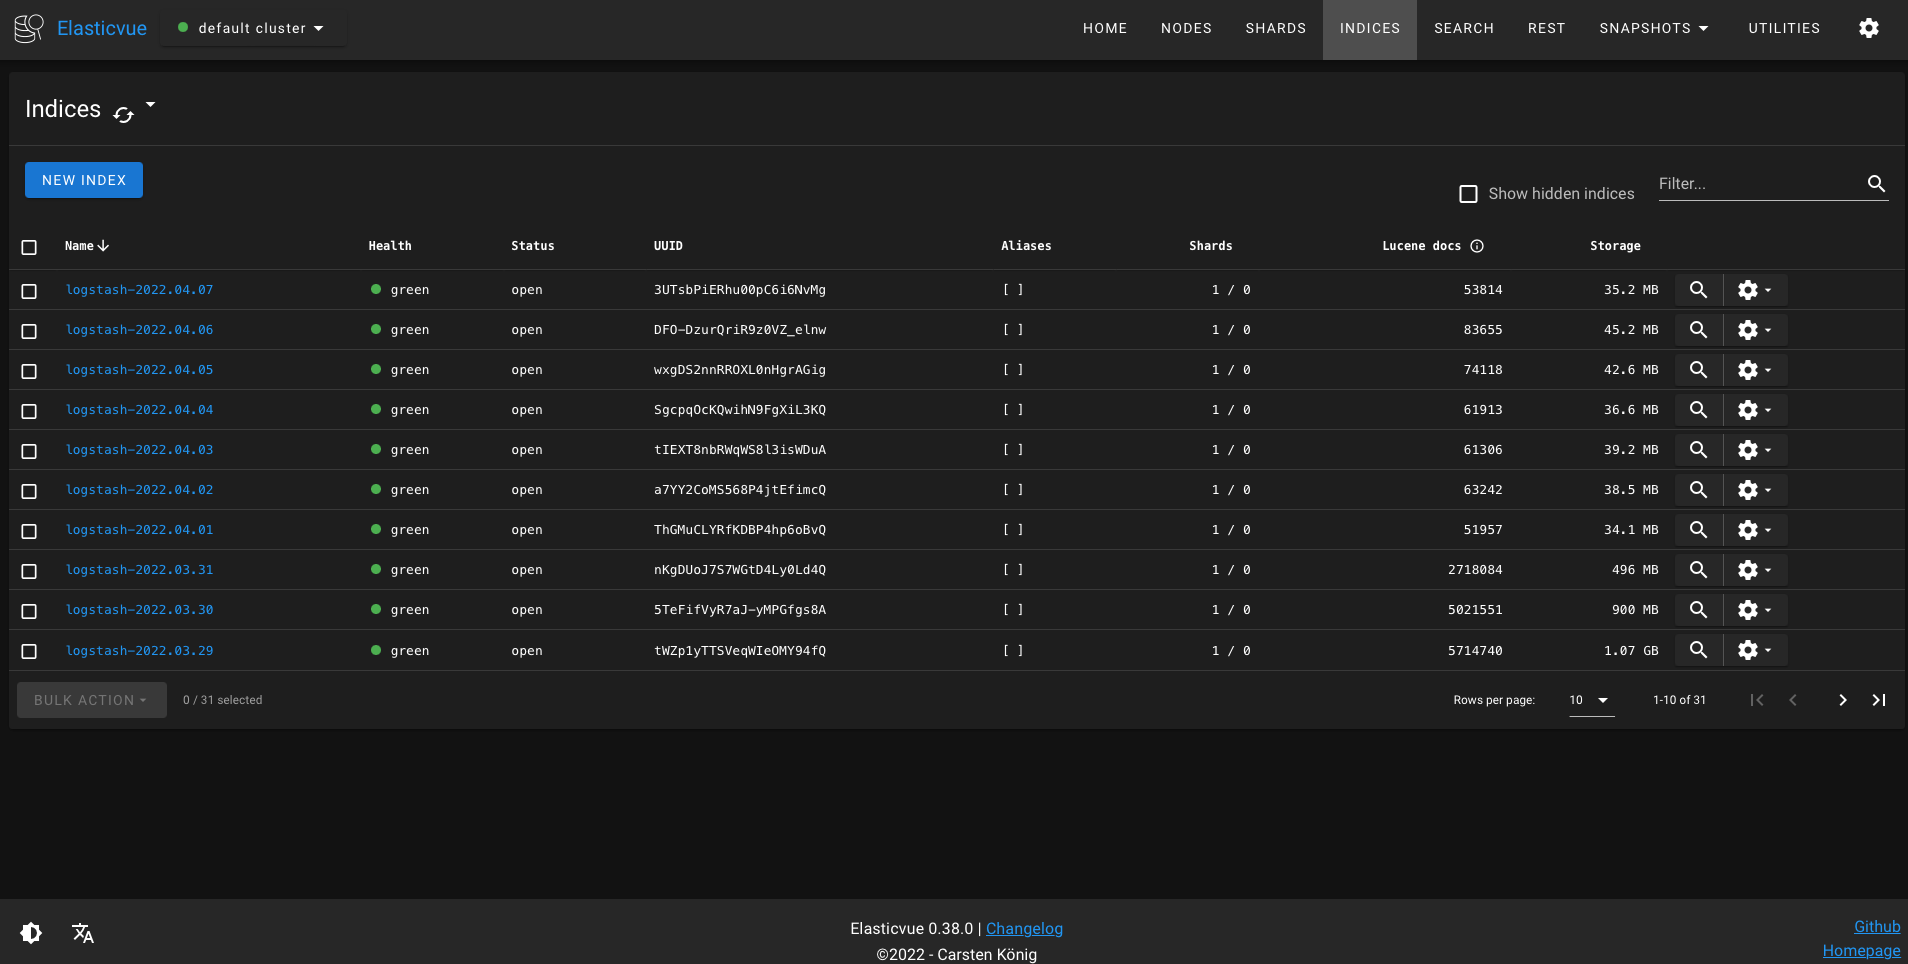 Elasticvue default cluster HOME NODES SHARDS INDICES SEARCH REST SNAPSHOTS UTILITIES
Indices
NEW INDEX Show hidden indices Filter...
Name Health Status UUID Aliases Shards Lucene docs Storage
logstash-2022.04.07 green open 3UTsbPiERhu00pC6i6NvMg [ ] 1 / 0 53814 35.2 MB
logstash-2022.04.06 green open DFO-DzurQriR9z0VZ_elnw [ ] 1 / 0 83655 45.2 MB
logstash-2022.04.05 green open wxgDS2nnRROXL0nHgrAGig [ ] 1 / 0 74118 42.6 MB
logstash-2022.04.04 green open SgcpqOcKQwihN9FgXiL3KQ [ ] 1 / 0 61913 36.6 MB
logstash-2022.04.03 green open tIEXT8nbRWqWS8l3isWDuA [ ] 1 / 0 61306 39.2 MB
logstash-2022.04.02 green open a7YY2CoMS568P4jtEfimcQ [ ] 1 / 0 63242 38.5 MB
logstash-2022.04.01 green open ThGMuCLYRfKDBP4hp6oBvQ [ ] 1 / 0 51957 34.1 MB
logstash-2022.03.31 green open nKgDUoJ7S7WGtD4Ly0Ld4Q [ ] 1 / 0 2718084 496 MB
logstash-2022.03.30 green open 5TeFifVyR7aJ-yMPGfgs8A [ ] 1 / 0 5021551 900 MB
logstash-2022.03.29 green open tWZp1yTTSVeqWIeOMY94fQ [ ] 1 / 0 5714740 1.07 GB
BULK ACTION 0 / 31 selected Rows per page: 10 1-10 of 31
Elasticvue 0.38.0 | Changelog
©2022 - Carsten König
Github
Homepage